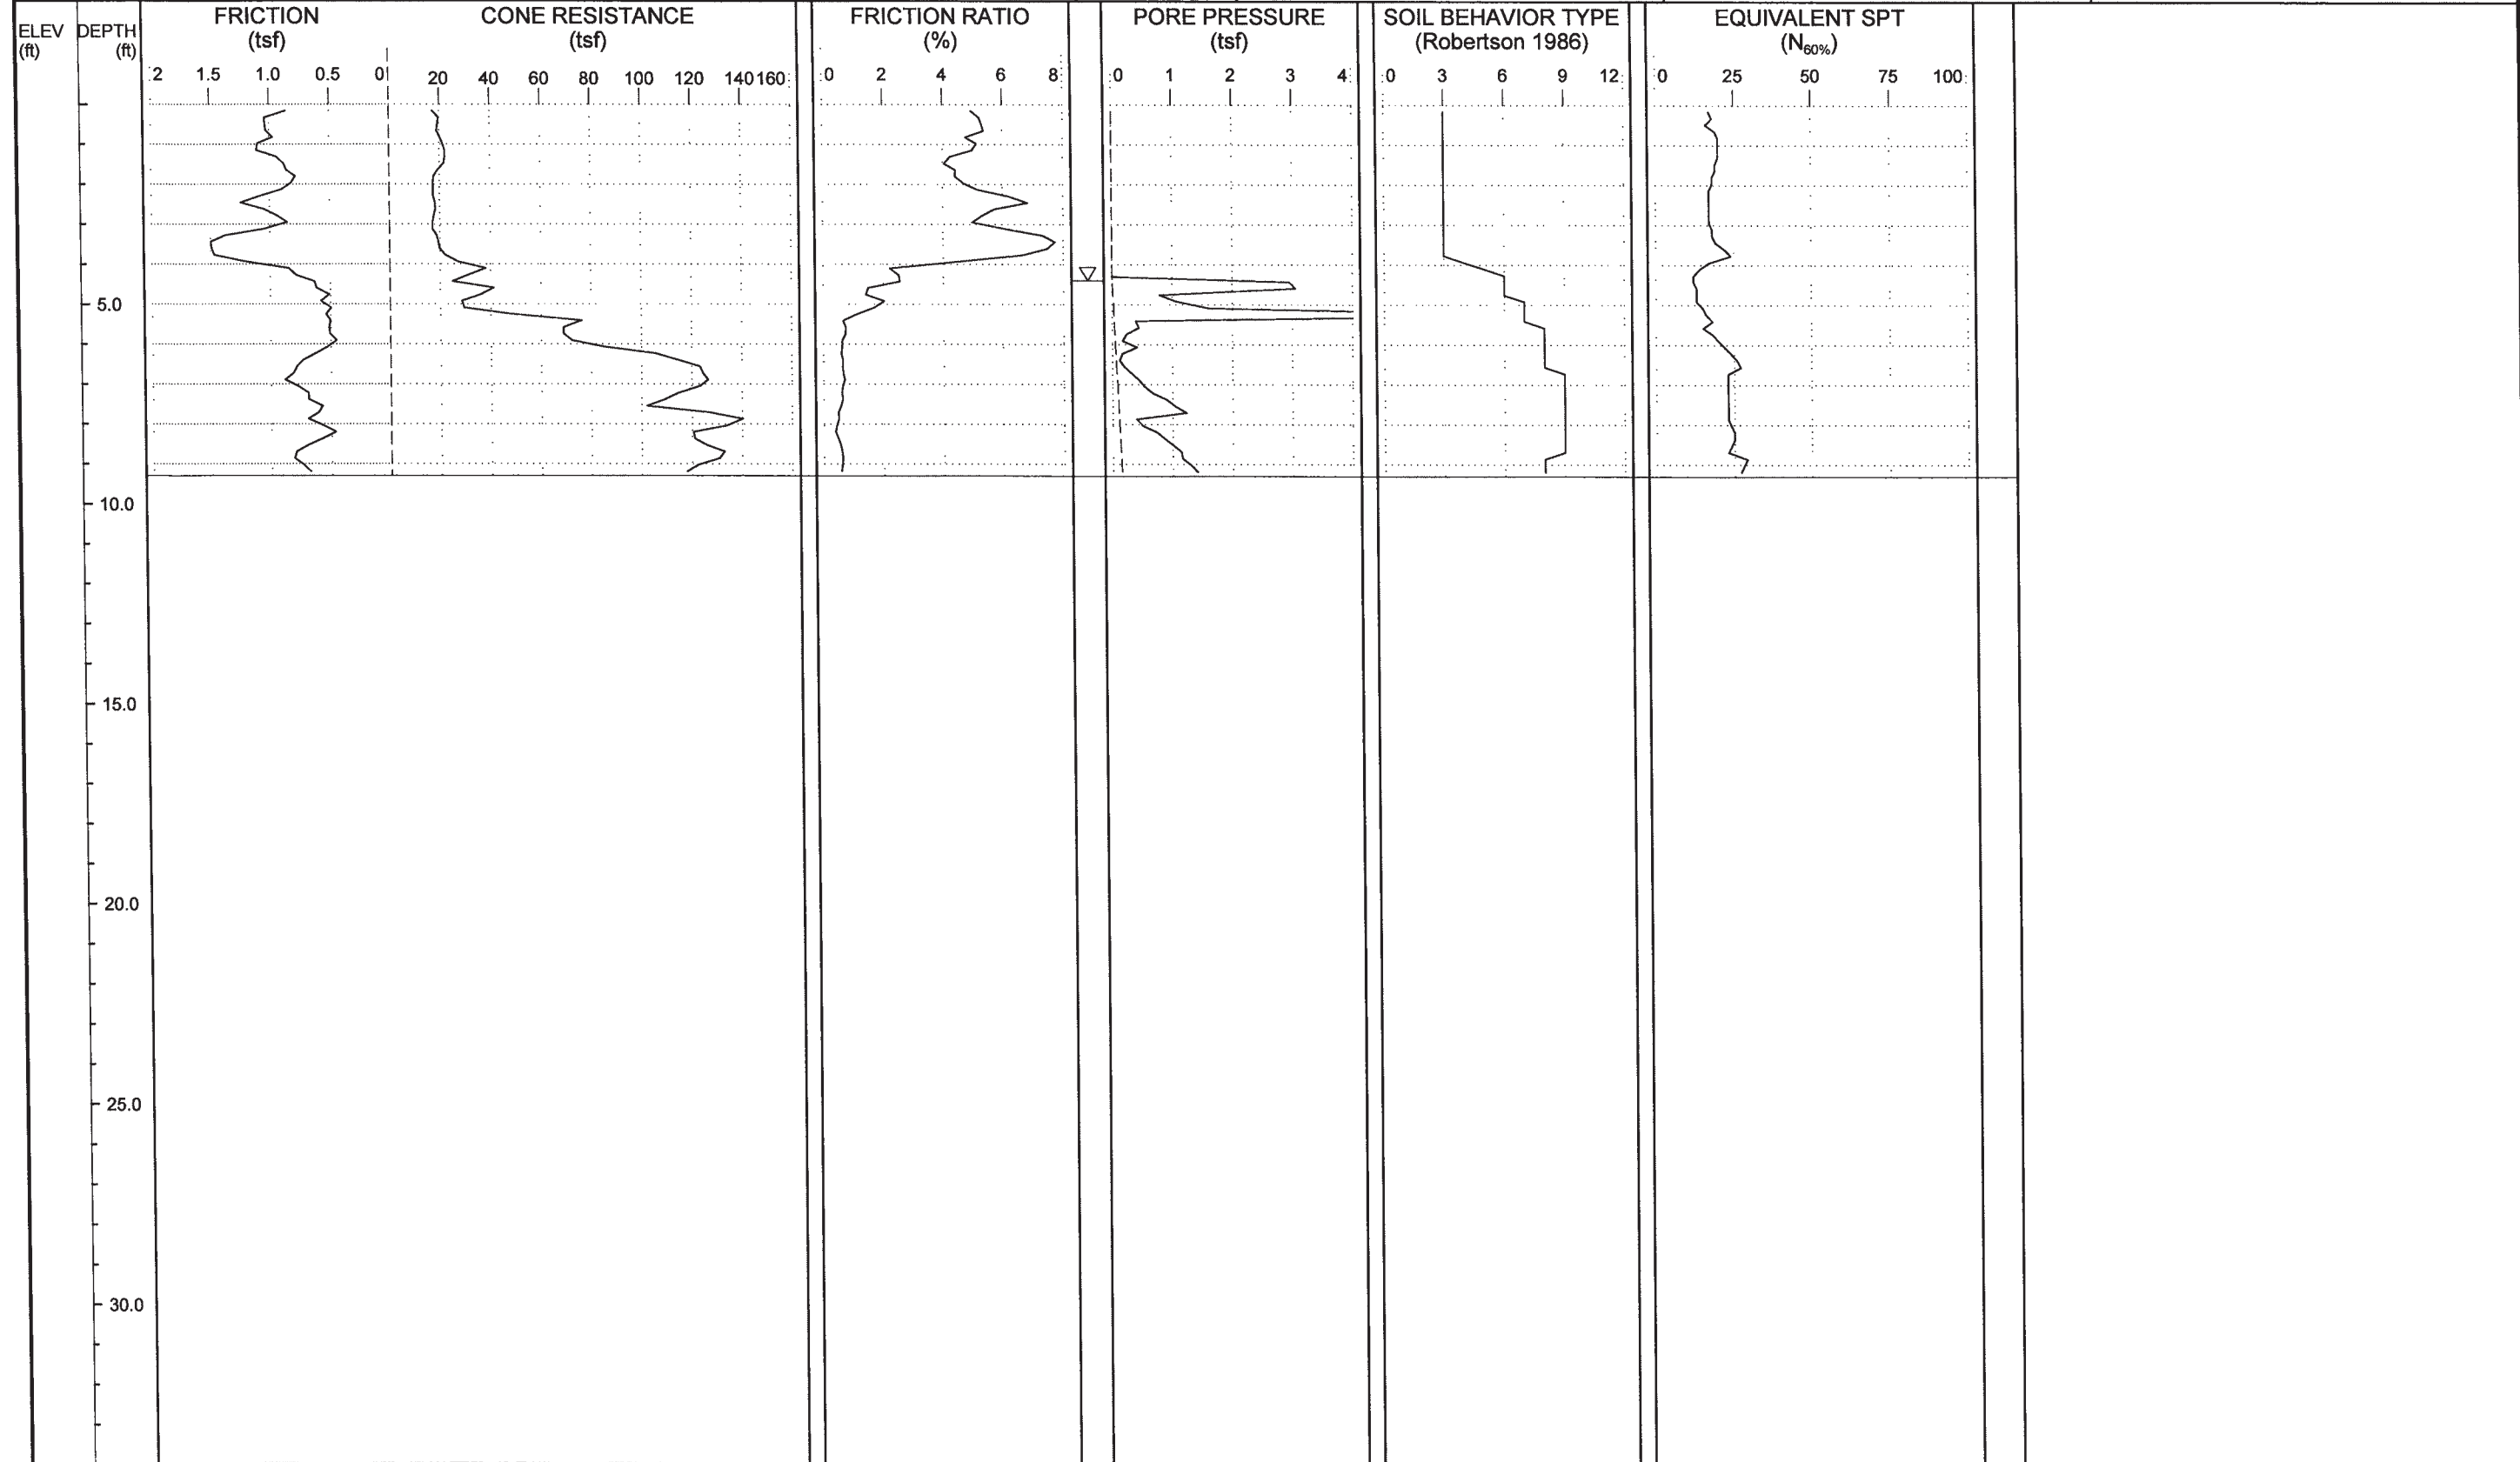 FRICTION CONE RESISTANCE FRICTION RATIO PORE PRESSURE SOIL BEHAVIOR TYPE EQUIVALENT SPT
ELEV DEPTH (tsf) (tsf) (%) (tsf) (Robertson 1986) (N60%)
(ft) (ft)
2 1.5 1.0 0.5 0 20 40 60 80 100 120 140 160 0 2 4 6 8 0 1 2 3 4 0 3 6 9 12 0 25 50 75 100
5.0
10.0
15.0
20.0
25.0
30.0